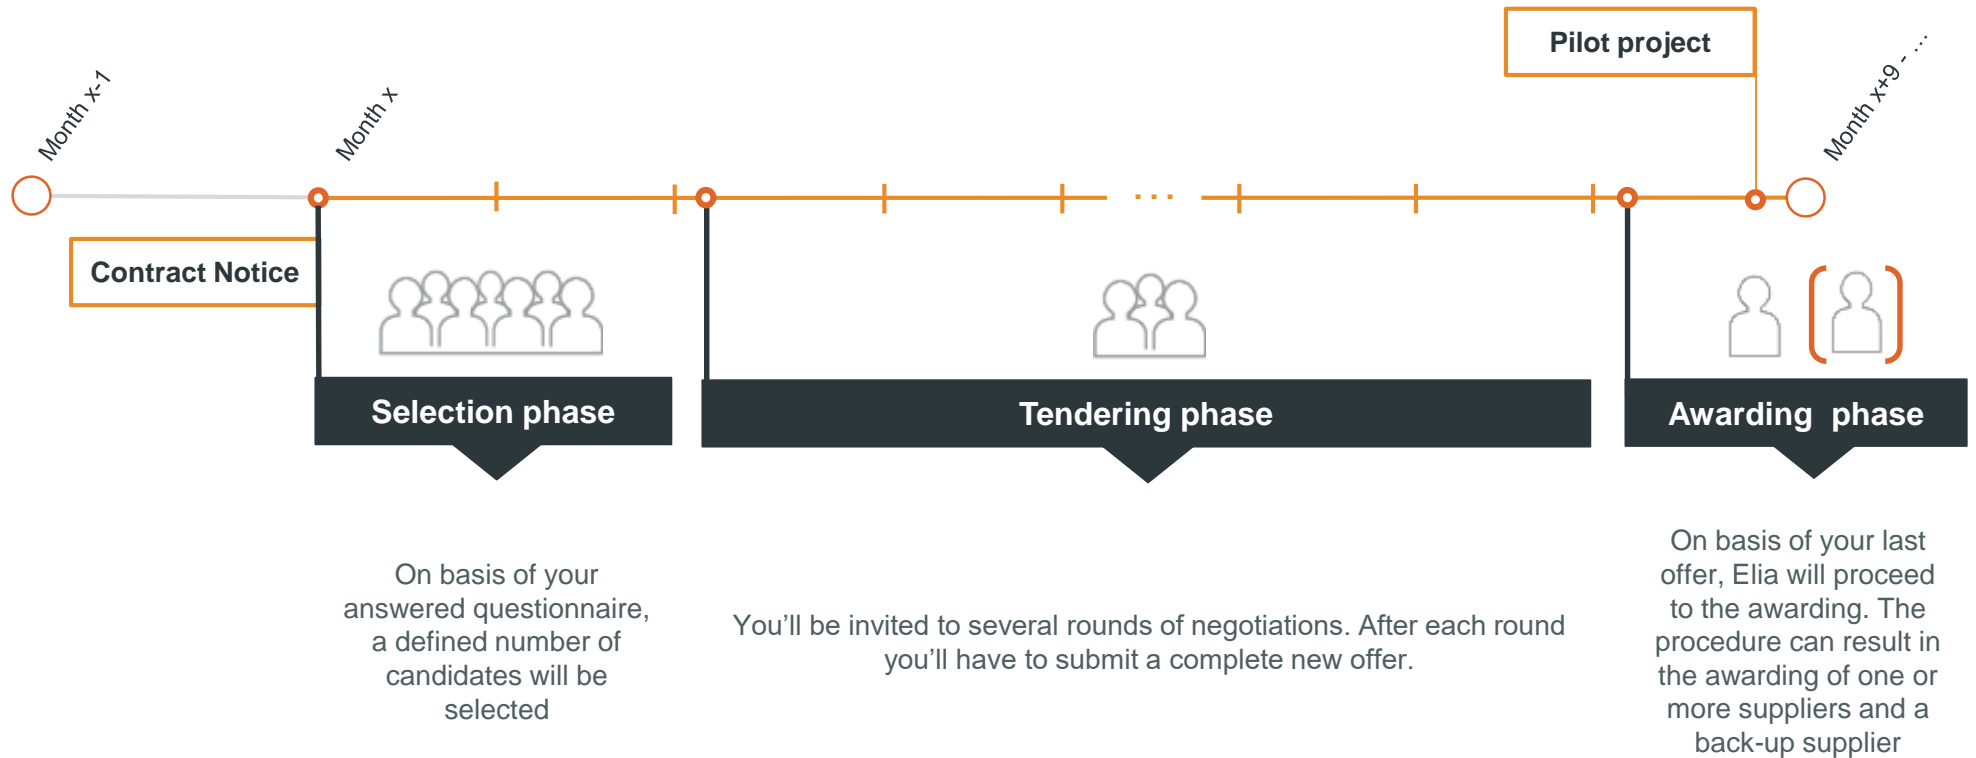 Pilot project
Month x-1
Month x
Month x+9 - ...
...
Contract Notice
Selection phase
Tendering phase
Awarding  phase
On basis of your
answered questionnaire,
a defined number of
candidates will be
selected
You’ll be invited to several rounds of negotiations. After each round
you’ll have to submit a complete new offer.
On basis of your last
offer, Elia will proceed
to the awarding. The
procedure can result in
the awarding of one or
more suppliers and a
back-up supplier